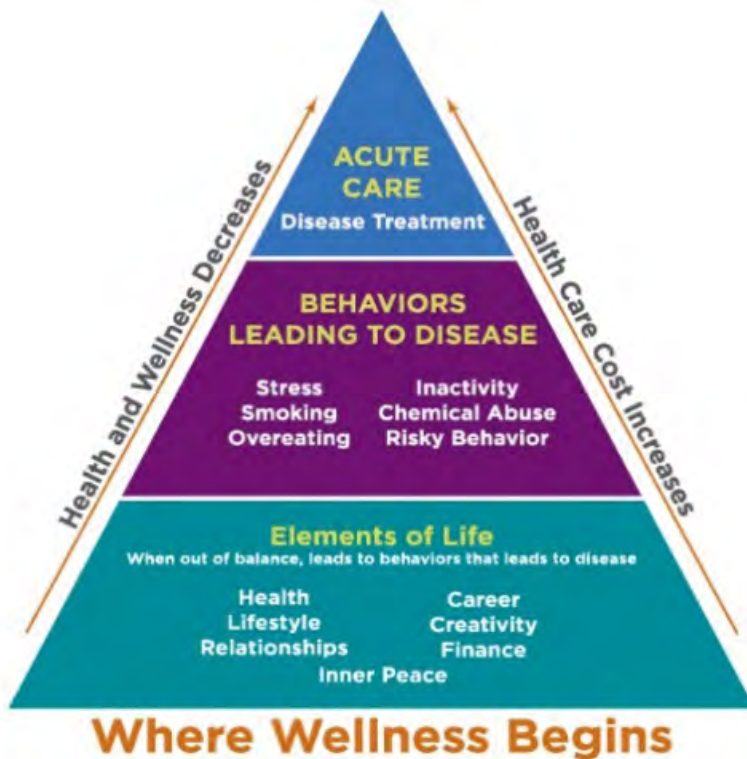 ACUTE
CARE
Disease Treatment
Health and Wellness Decreases
Health Care Cost Increases
BEHAVIORS
LEADING TO DISEASE
Stress
Smoking
Overeating
Inactivity
Chemical Abuse
Risky Behavior
Elements of Life
When out of balance, leads to behaviors that leads to disease
Health
Lifestyle
Relationships
Career
Creativity
Finance
Inner Peace
Where Wellness Begins